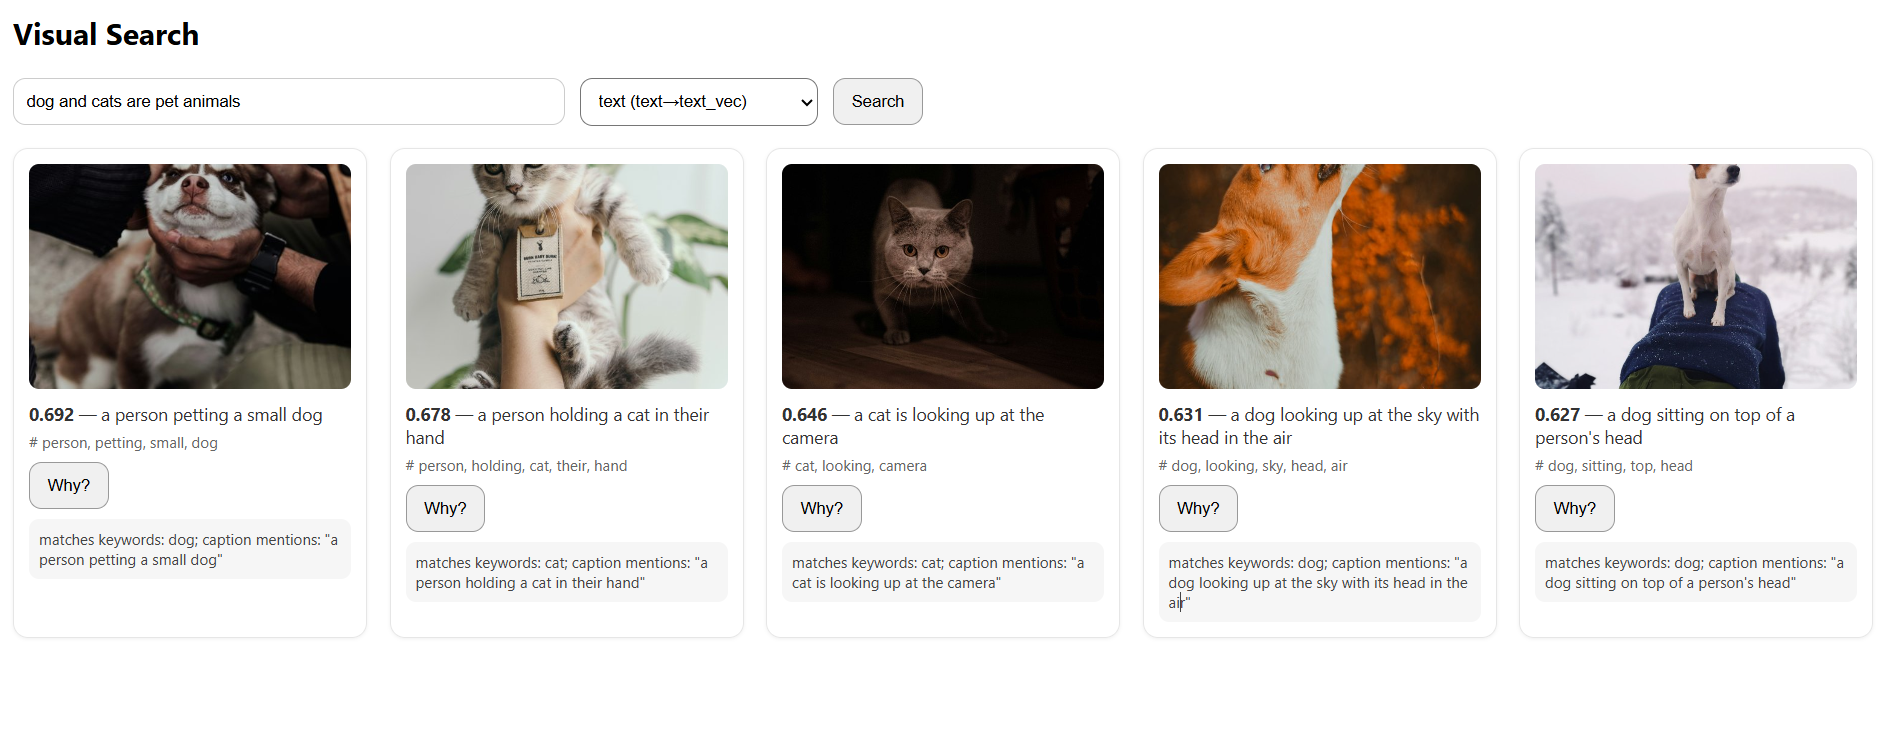 Visual Search
dog and cats are pet animals
text (text→text_vec)
Search
0.692 — a person petting a small dog
# person, petting, small, dog
Why?
matches keywords: dog; caption mentions: "a
person petting a small dog"
0.678 — a person holding a cat in their
hand
# person, holding, cat, their, hand
Why?
matches keywords: cat; caption mentions: "a
person holding a cat in their hand"
0.646 — a cat is looking up at the
camera
# cat, looking, camera
Why?
matches keywords: cat; caption mentions: "a
cat is looking up at the camera"
0.631 — a dog looking up at the sky with
its head in the air
# dog, looking, sky, head, air
Why?
matches keywords: dog; caption mentions: "a
dog looking up at the sky with its head in the
air"
0.627 — a dog sitting on top of a
person's head
# dog, sitting, top, head
Why?
matches keywords: dog; caption mentions: "a
dog sitting on top of a person's head"